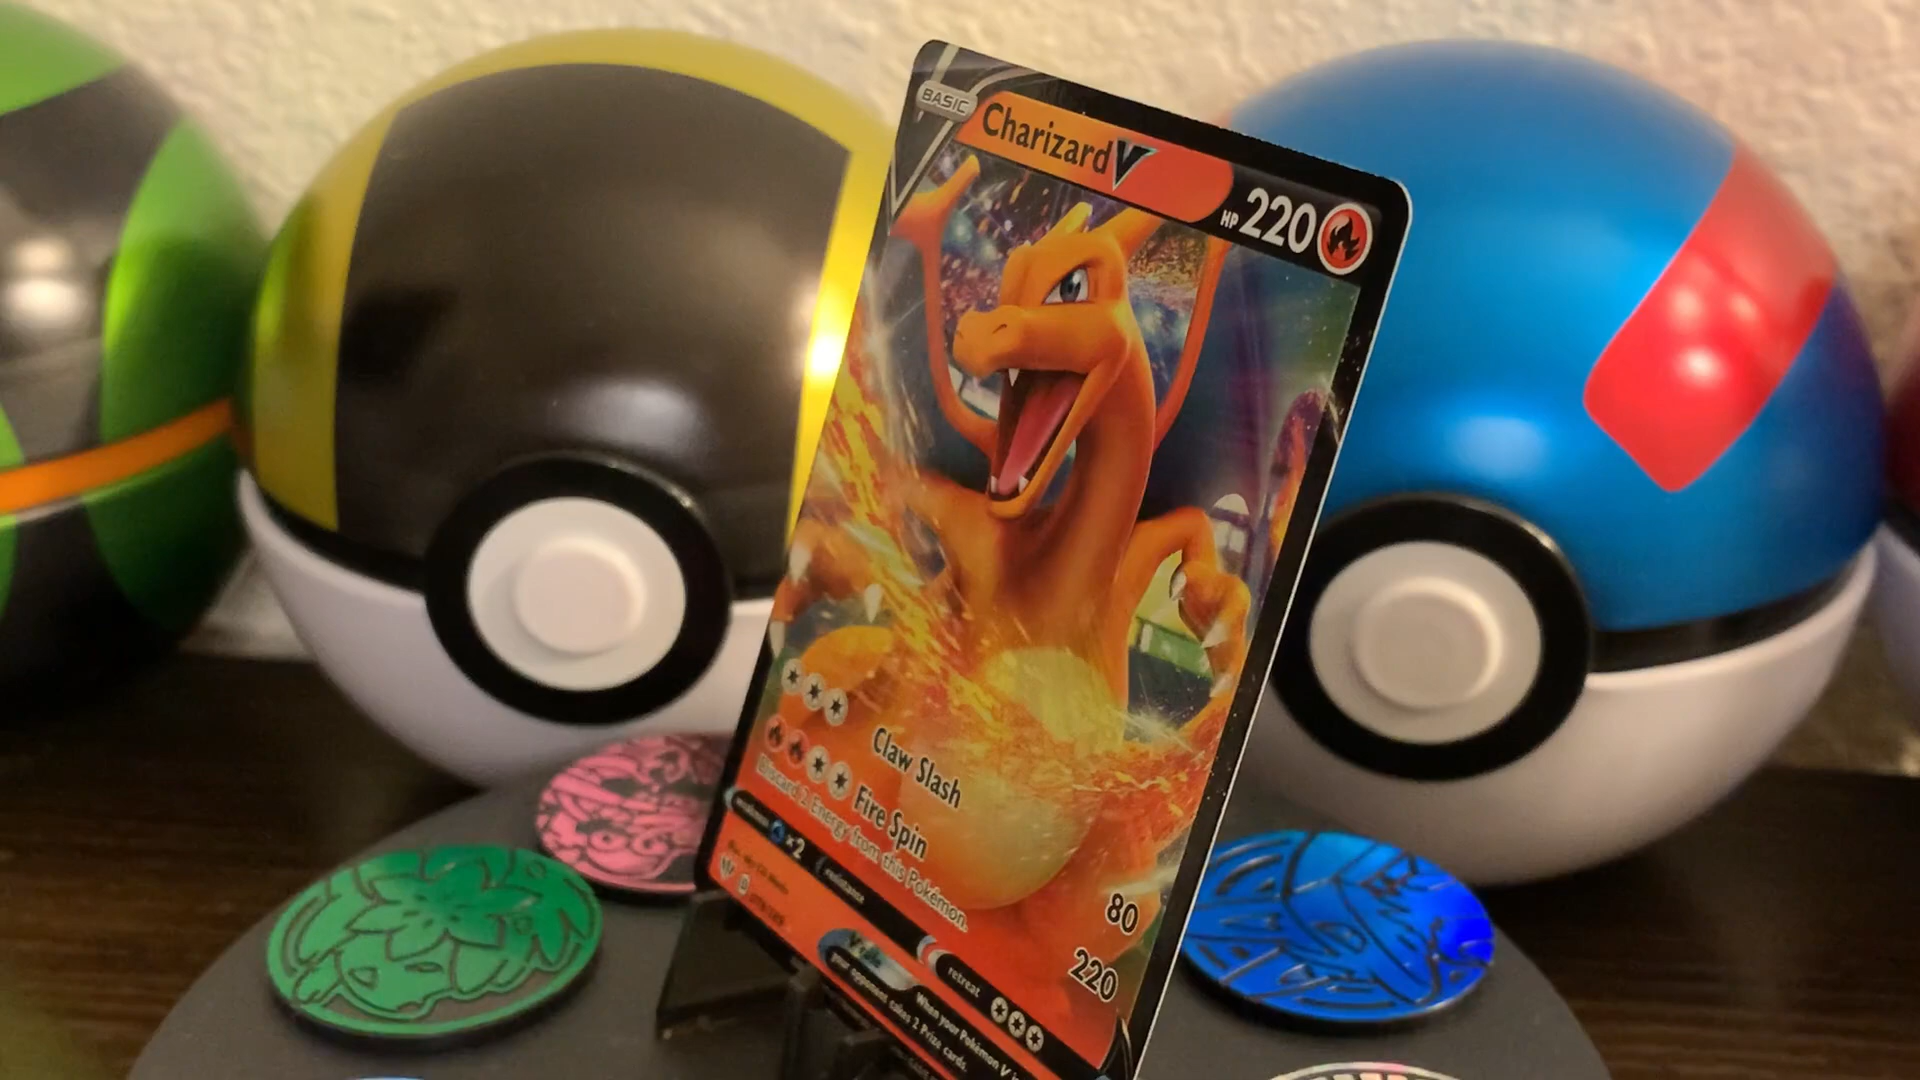 BASIC
Charizard V
HP 220
Claw Slash 80
Fire Spin 220
Discard 2 Energy from this Pokémon.
weakness ×2
resistance
retreat
When your Pokémon V
your opponent takes 2 Prize cards.